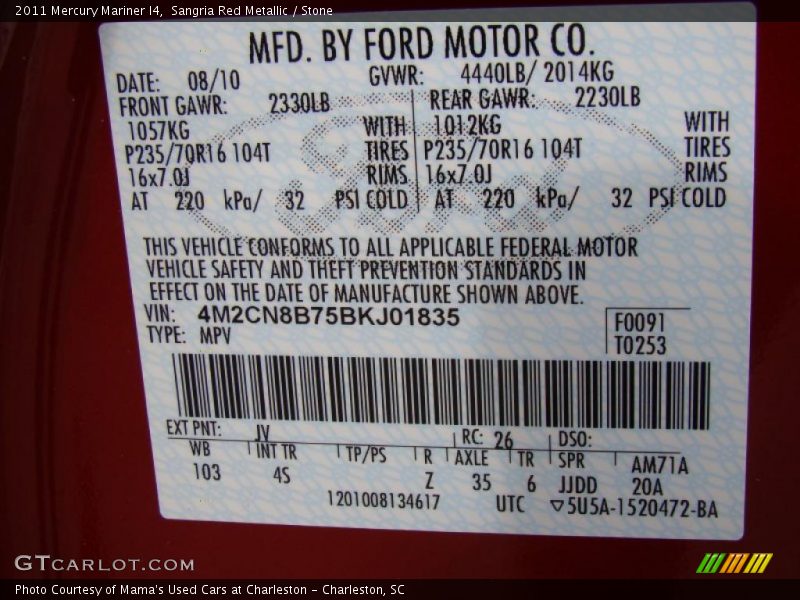 2011 Mercury Mariner I4, Sangria Red Metallic / Stone
MFD. BY FORD MOTOR CO.
DATE: 08/10 GVWR: 4440LB/ 2014KG
FRONT GAWR: 2330LB REAR GAWR: 2230LB
1057KG WITH 1012KG WITH
P235/70R16 104T TIRES P235/70R16 104T TIRES
16x7.0J RIMS 16x7.0J RIMS
AT 220 kPa/ 32 PSI COLD AT 220 kPa/ 32 PSI COLD
Ford
THIS VEHICLE CONFORMS TO ALL APPLICABLE FEDERAL MOTOR
VEHICLE SAFETY AND THEFT PREVENTION STANDARDS IN
EFFECT ON THE DATE OF MANUFACTURE SHOWN ABOVE.
VIN: 4M2CN8B75BKJ01835 F0091
TYPE: MPV T0253
EXT PNT: JV RC: 26 DSO:
WB INT TR TP/PS R AXLE TR SPR AM71A
103 4S Z 35 6 JJDD 20A
1201008134617 UTC ▽5U5A-1520472-BA
GTCARLOT.COM
Photo Courtesy of Mama's Used Cars at Charleston - Charleston, SC